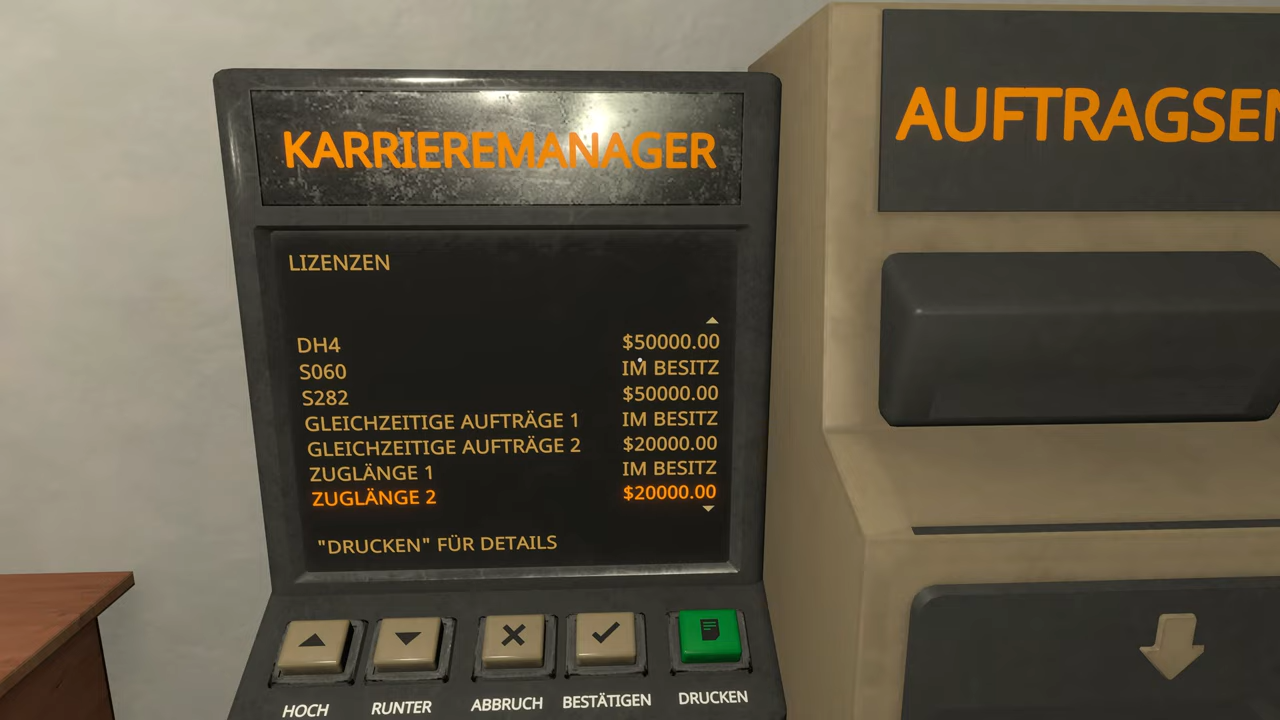 KARRIEREMANAGER
AUFTRAGSEN
LIZENZEN
DH4 $50000.00
S060 IM BESITZ
S282 $50000.00
GLEICHZEITIGE AUFTRÄGE 1 IM BESITZ
GLEICHZEITIGE AUFTRÄGE 2 $20000.00
ZUGLÄNGE 1 IM BESITZ
ZUGLÄNGE 2 $20000.00
"DRUCKEN" FÜR DETAILS
HOCH RUNTER ABBRUCH BESTÄTIGEN DRUCKEN